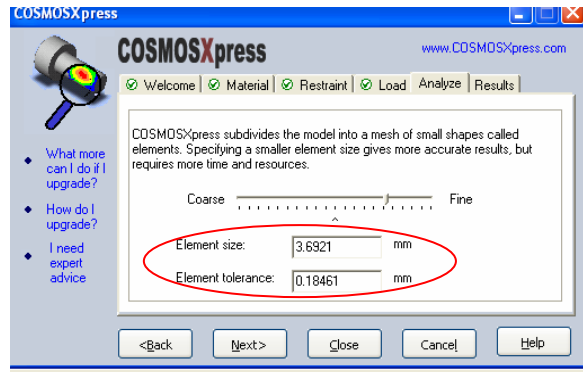 COSMOSXpress
COSMOSXpress
www.COSMOSXpress.com
Welcome Material Restraint Load Analyze Results
What more
can I do if I
upgrade?
How do I
upgrade?
I need
expert
advice
COSMOSXpress subdivides the model into a mesh of small shapes called
elements. Specifying a smaller element size gives more accurate results, but
requires more time and resources.
Coarse Fine
Element size: 3.6921 mm
Element tolerance: 0.18461 mm
<Back Next> Close Cancel Help